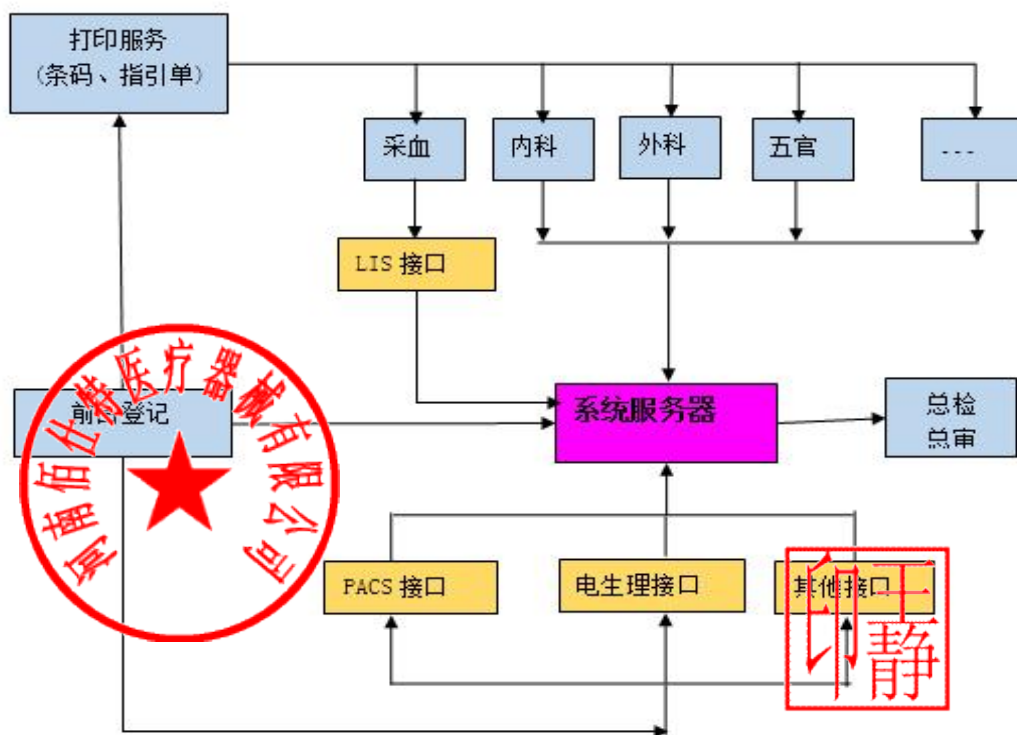 打印服务
(条码、指引单)
采血
内科
外科
五官
---
LIS 接口
前台登记
系统服务器
总检
总审
PACS 接口
电生理接口
其他接口
河南佰仕特医疗器械有限公司
王静印